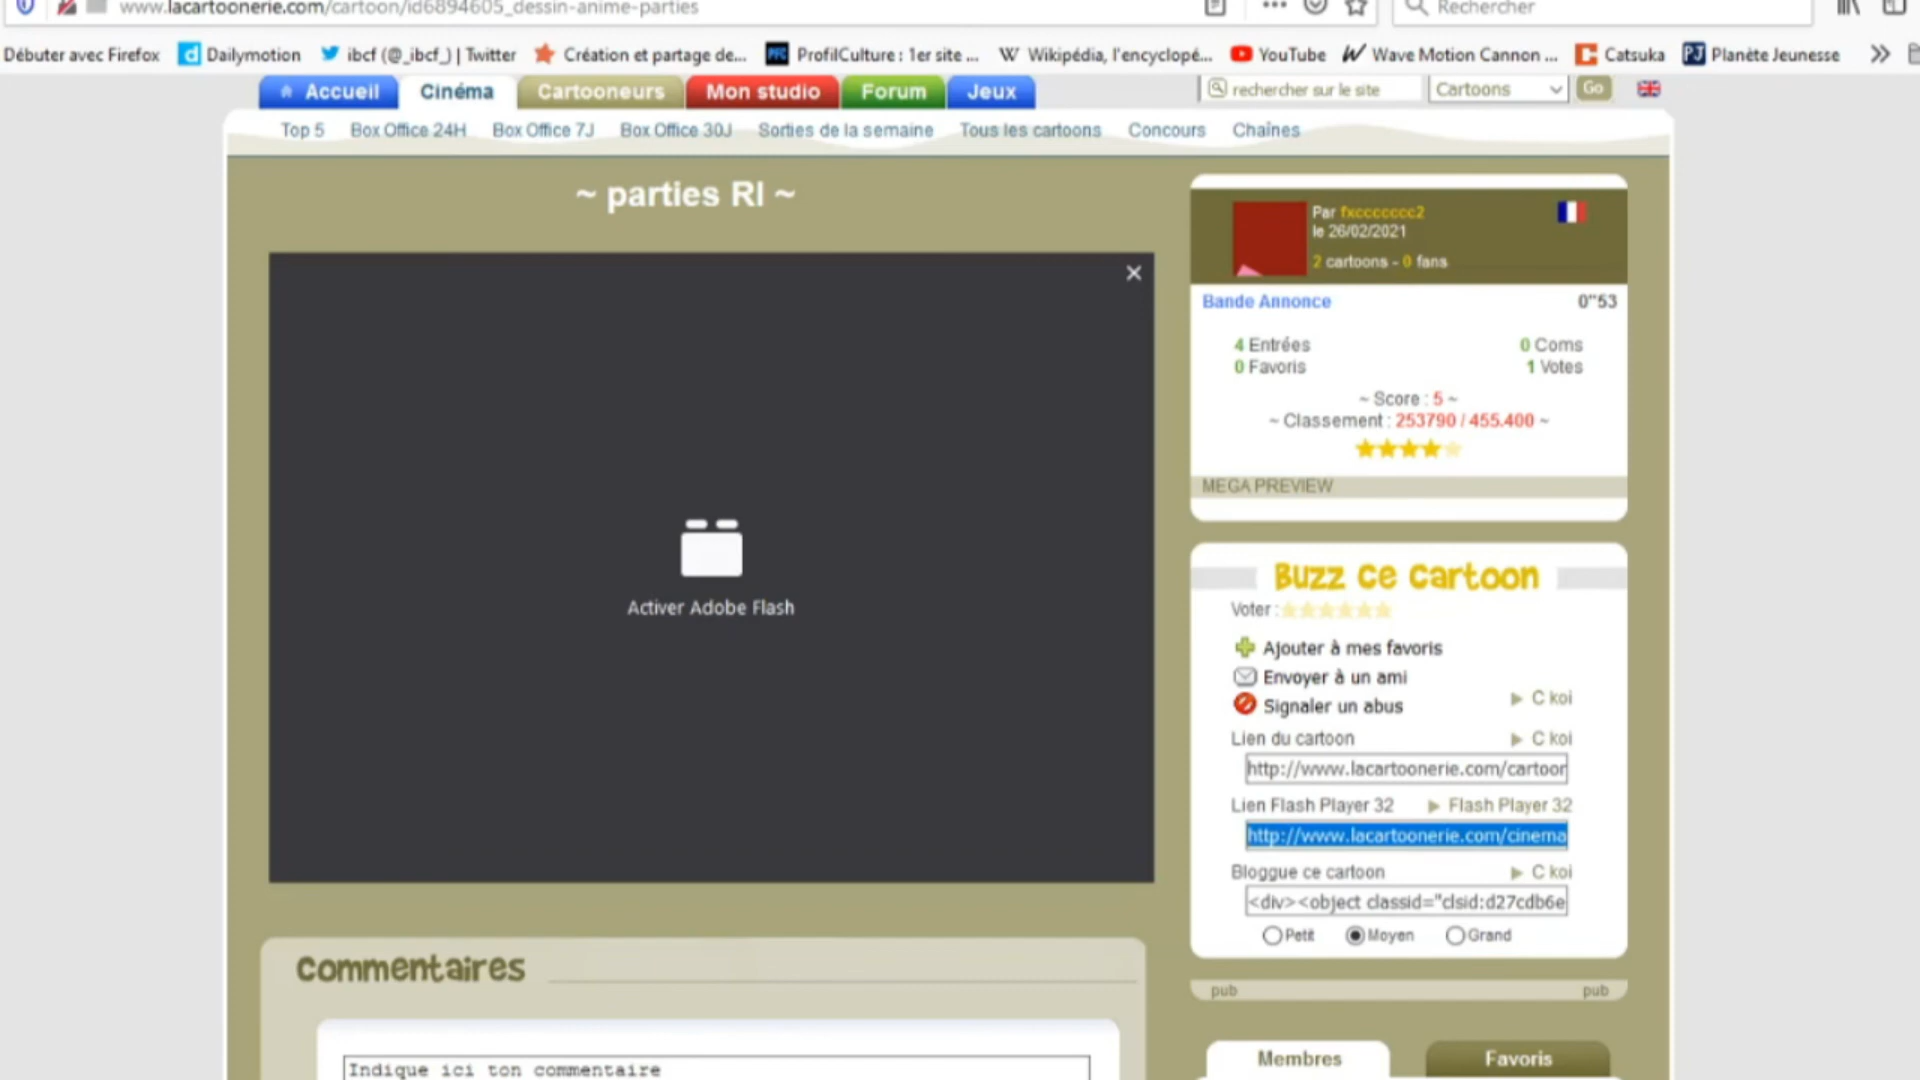 www.lacartoonerie.com/cartoon/id6894605_dessin-anime-parties
Rechercher
Débuter avec Firefox Dailymotion ibcf (@_ibcf_) | Twitter Création et partage de... PFC ProfilCulture : 1er site ... W Wikipédia, l'encyclopé... YouTube W Wave Motion Cannon ... Catsuka PJ Planète Jeunesse
Accueil Cinéma Cartooneurs Mon studio Forum Jeux
rechercher sur le site Cartoons Go
Top 5 Box Office 24H Box Office 7J Box Office 30J Sorties de la semaine Tous les cartoons Concours Chaînes
~ parties RI ~
Par fxccccccc2
le 26/02/2021
2 cartoons - 0 fans
Bande Annonce 0"53
4 Entrées 0 Coms
0 Favoris 1 Votes
~ Score : 5 ~
~ Classement : 253790 / 455.400 ~
MEGA PREVIEW
Activer Adobe Flash
Buzz ce cartoon
Voter :
Ajouter à mes favoris
Envoyer à un ami
Signaler un abus C koi
Lien du cartoon C koi
http://www.lacartoonerie.com/cartoor
Lien Flash Player 32 Flash Player 32
http://www.lacartoonerie.com/cinema
Bloggue ce cartoon C koi
<div><object classid="clsid:d27cdb6e
Petit Moyen Grand
pub pub
Membres Favoris
Commentaires
Indique ici ton commentaire